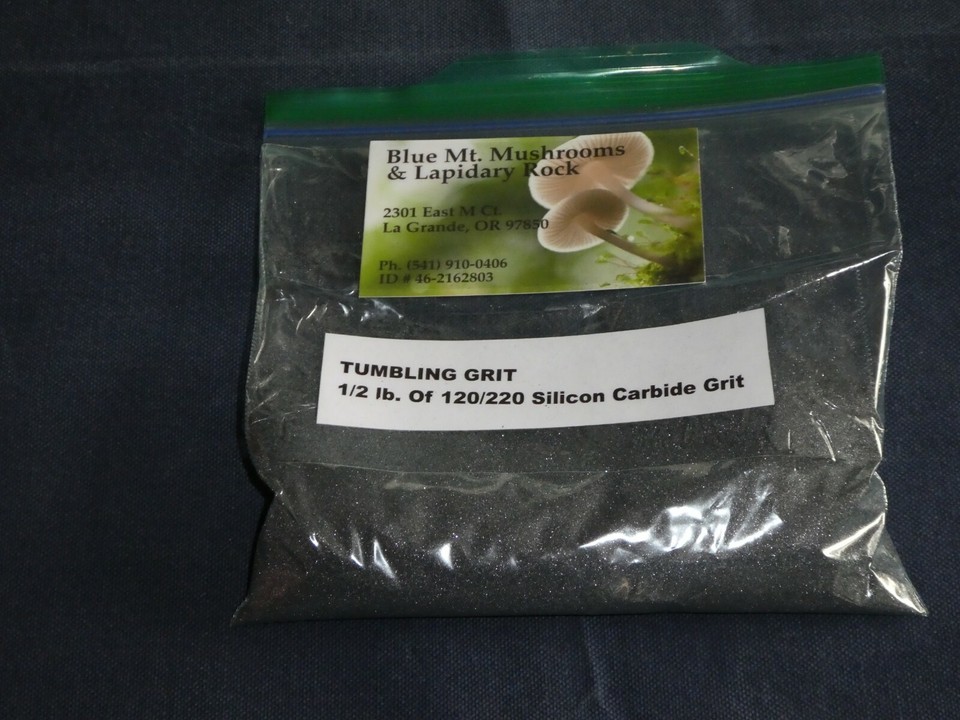 Blue Mt. Mushrooms
& Lapidary Rock
2301 East M Ct.
La Grande, OR 97850
Ph. (541) 910-0406
ID # 46-2162803
TUMBLING GRIT
1/2 lb. Of 120/220 Silicon Carbide Grit